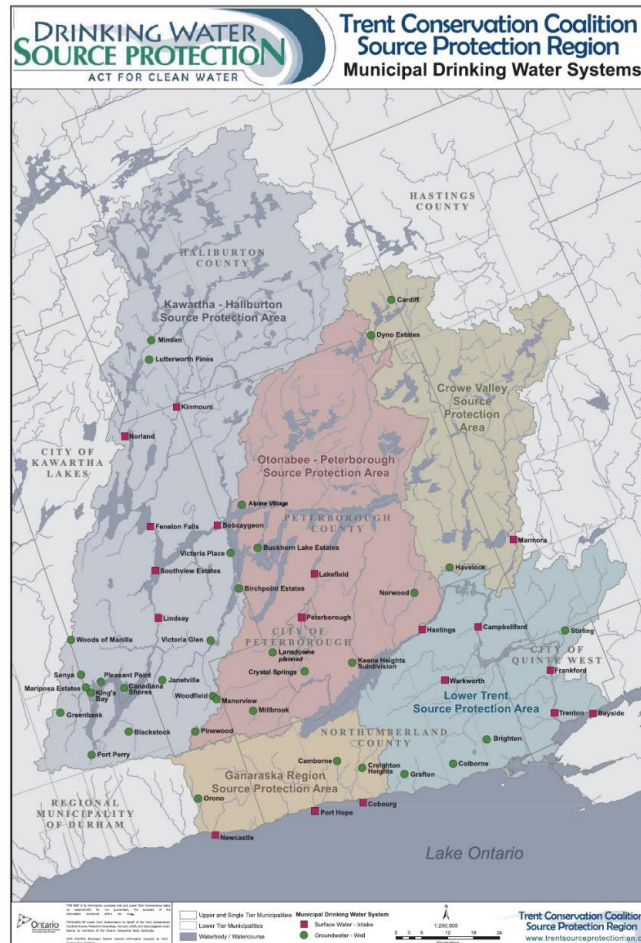 DRINKING WATER
SOURCE PROTECTION
ACT FOR CLEAN WATER
Trent Conservation Coalition
Source Protection Region
Municipal Drinking Water Systems
HASTINGS
COUNTY
HALIBURTON
COUNTY
Kawartha - Haliburton
Source Protection Area
Cardiff
Dyno Estates
Minden
Lutterworth Pines
Crowe Valley
Source
Protection
Area
Kinmount
Norland
CITY OF
KAWARTHA
LAKES
Otonabee - Peterborough
Source Protection Area
Alpine Village
PETERBOROUGH
COUNTY
Fenelon Falls
Bobcaygeon
Marmora
Victoria Place
Buckhorn Lake Estates
Southview Estates
Lakefield
Havelock
Birchpoint Estates
Norwood
Lindsay
Peterborough
Hastings
Campbellford
Stirling
Woods of Manilla
Victoria Glen
CITY OF
PETERBOROUGH
CITY OF
QUINTE WEST
Lansdowne
planned
Keene Heights
Subdivision
Crystal Springs
Frankford
Sonya
Pleasant Point
Janetville
Mariposa Estates
King's
Bay
Canadiana
Shores
Warkworth
Woodfield
Manorview
Lower Trent
Source Protection Area
Greenbank
Millbrook
Trenton
Bayside
Blackstock
Pinewood
NORTHUMBERLAND
COUNTY
Brighton
Port Perry
Camborne
Creighton
Heights
Colborne
Grafton
Ganaraska Region
Source Protection Area
REGIONAL
MUNICIPALITY
OF DURHAM
Orono
Cobourg
Port Hope
Newcastle
Lake Ontario
Ontario
Upper and Single Tier Municipalities
Lower Tier Municipalities
Waterbody / Watercourse
Municipal Drinking Water System
Surface Water - Intake
Groundwater - Well
N
1:250,000
Trent Conservation Coalition
Source Protection Region
www.trentsourceprotection.on.ca